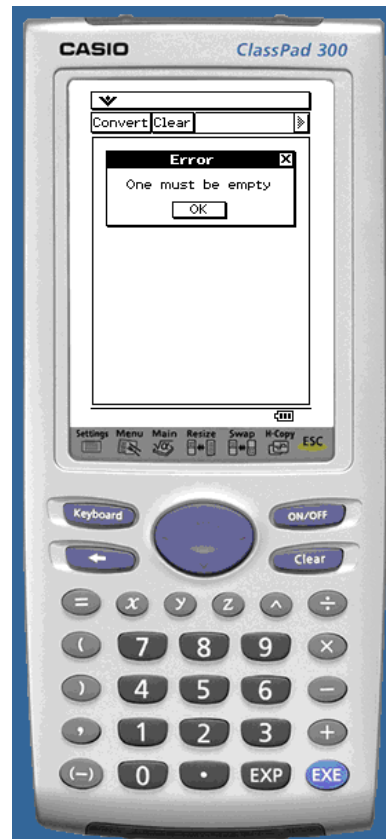 CASIO ClassPad 300
Convert Clear
Error X
One must be empty
OK
Settings Menu Main Resize Swap H-Copy ESC
Keyboard ON/OFF
Clear
= x y z ^ ÷
( 7 8 9 ×
) 4 5 6 −
, 1 2 3 +
(−) 0 . EXP EXE